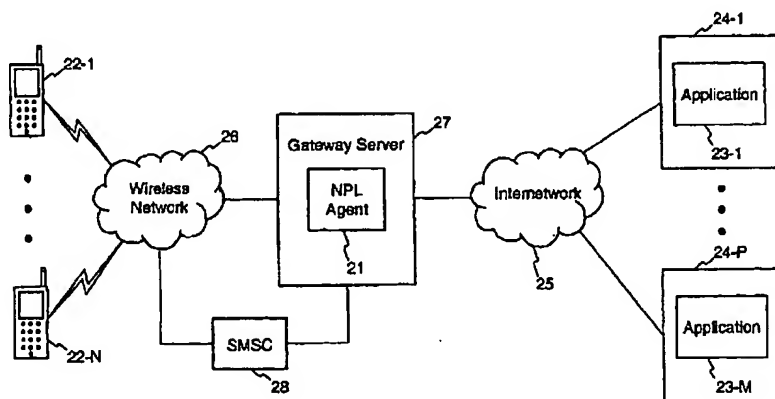 24-1
22-1
Application
23-1
26
27
Gateway Server
Wireless
Network
NPL
Agent
21
Internetwork
25
24-P
Application
23-M
22-N
SMSC
28